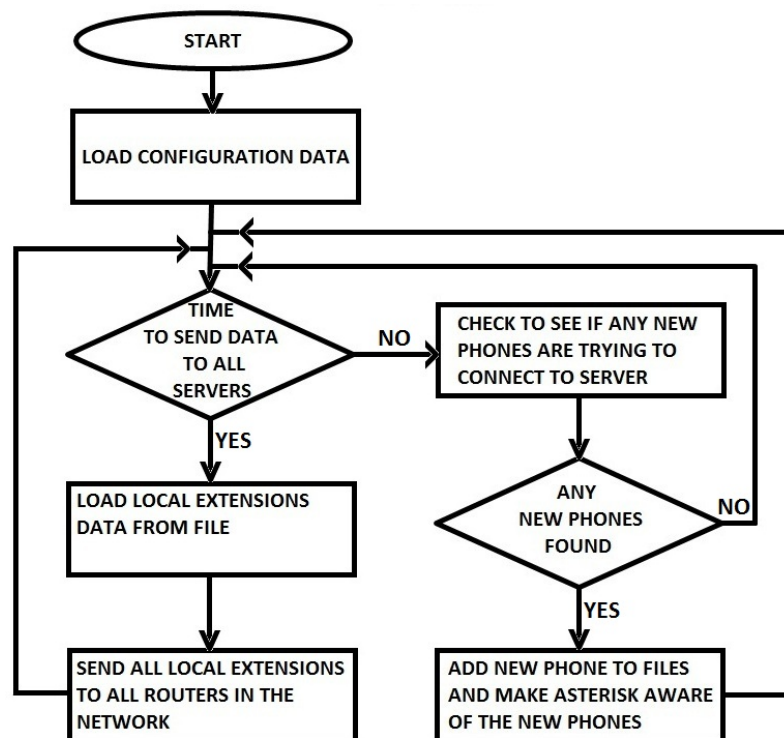 START
LOAD CONFIGURATION DATA
TIME
TO SEND DATA
TO ALL
SERVERS
NO
CHECK TO SEE IF ANY NEW
PHONES ARE TRYING TO
CONNECT TO SERVER
YES
LOAD LOCAL EXTENSIONS
DATA FROM FILE
ANY
NEW PHONES
FOUND
NO
YES
SEND ALL LOCAL EXTENSIONS
TO ALL ROUTERS IN THE
NETWORK
ADD NEW PHONE TO FILES
AND MAKE ASTERISK AWARE
OF THE NEW PHONES